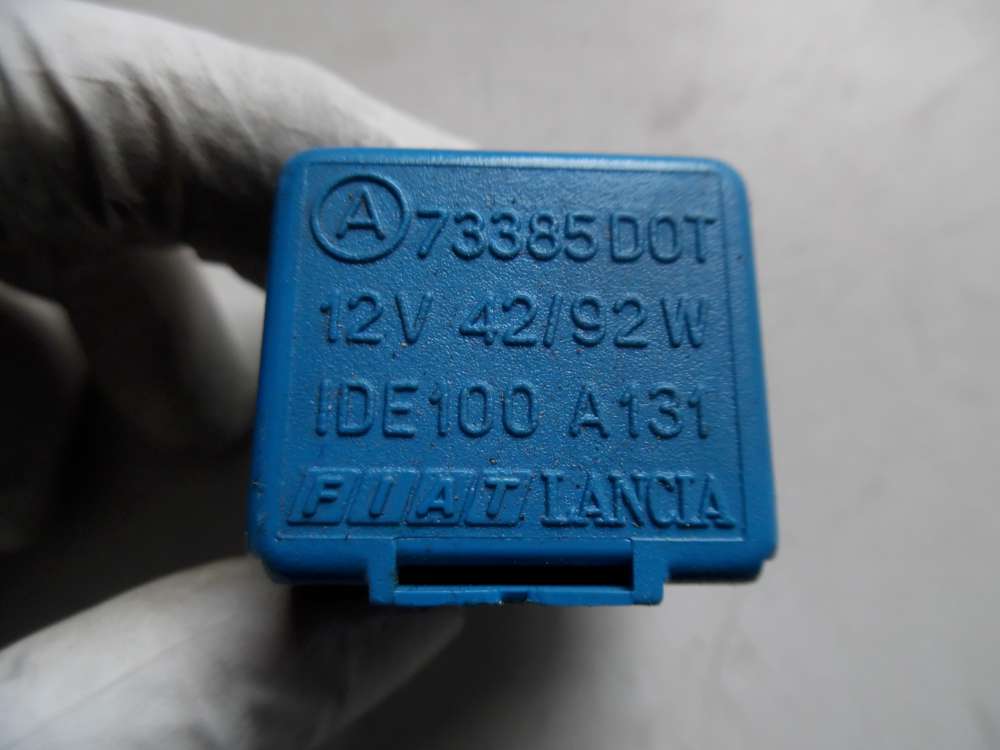 A 73385 DOT
12V 42/92W
IDE100 A131
FIAT LANCIA